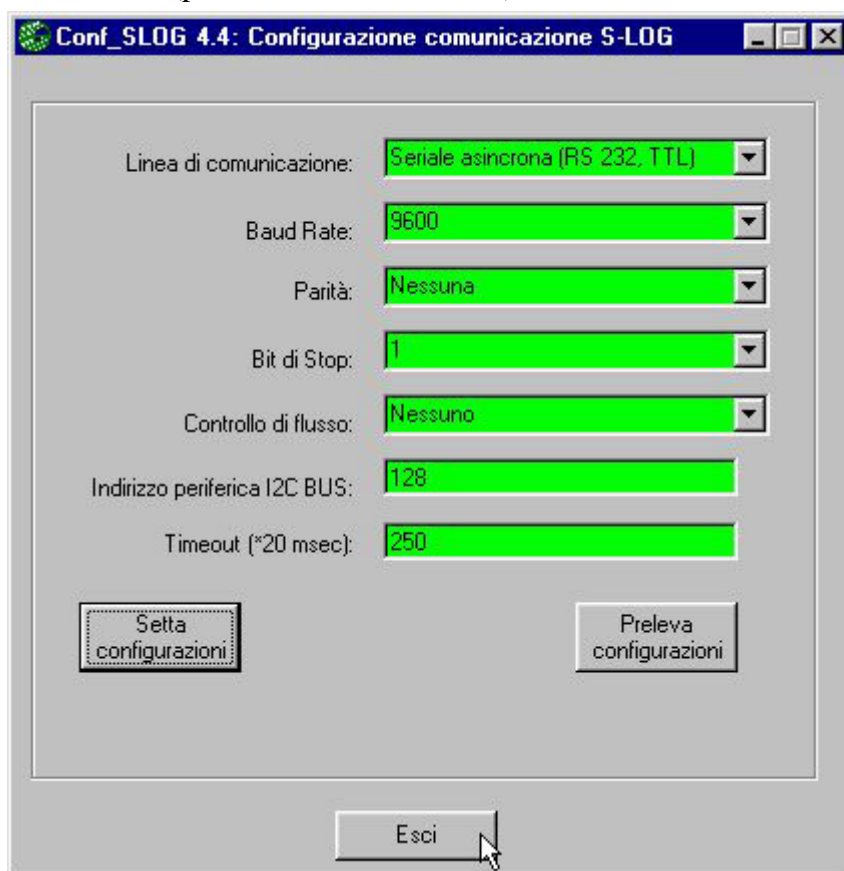 Conf_SLOG 4.4: Configurazione comunicazione S-LOG
Linea di comunicazione: Seriale asincrona (RS 232, TTL)
Baud Rate: 9600
Parità: Nessuna
Bit di Stop: 1
Controllo di flusso: Nessuno
Indirizzo periferica I2C BUS: 128
Timeout (*20 msec): 250
Setta
configurazioni
Preleva
configurazioni
Esci